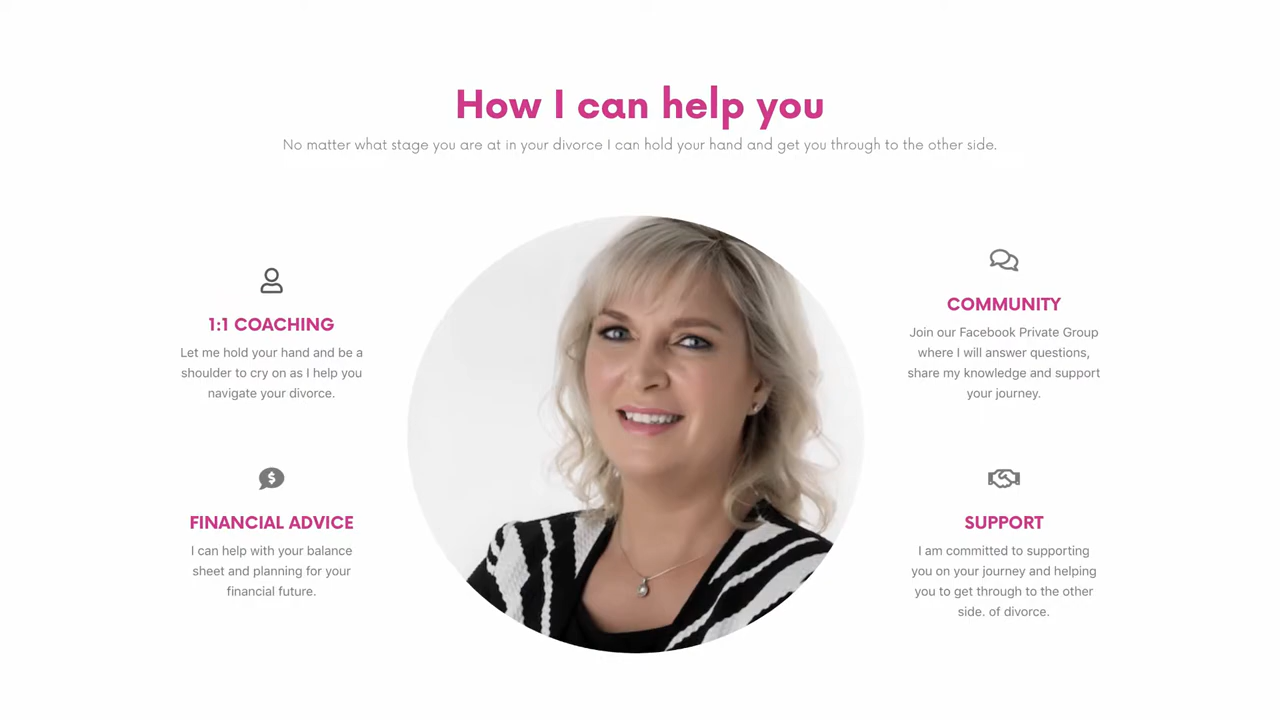 How I can help you
No matter what stage you are at in your divorce I can hold your hand and get you through to the other side.
1:1 COACHING
Let me hold your hand and be a
shoulder to cry on as I help you
navigate your divorce.
FINANCIAL ADVICE
I can help with your balance
sheet and planning for your
financial future.
COMMUNITY
Join our Facebook Private Group
where I will answer questions,
share my knowledge and support
your journey.
SUPPORT
I am committed to supporting
you on your journey and helping
you to get through to the other
side. of divorce.